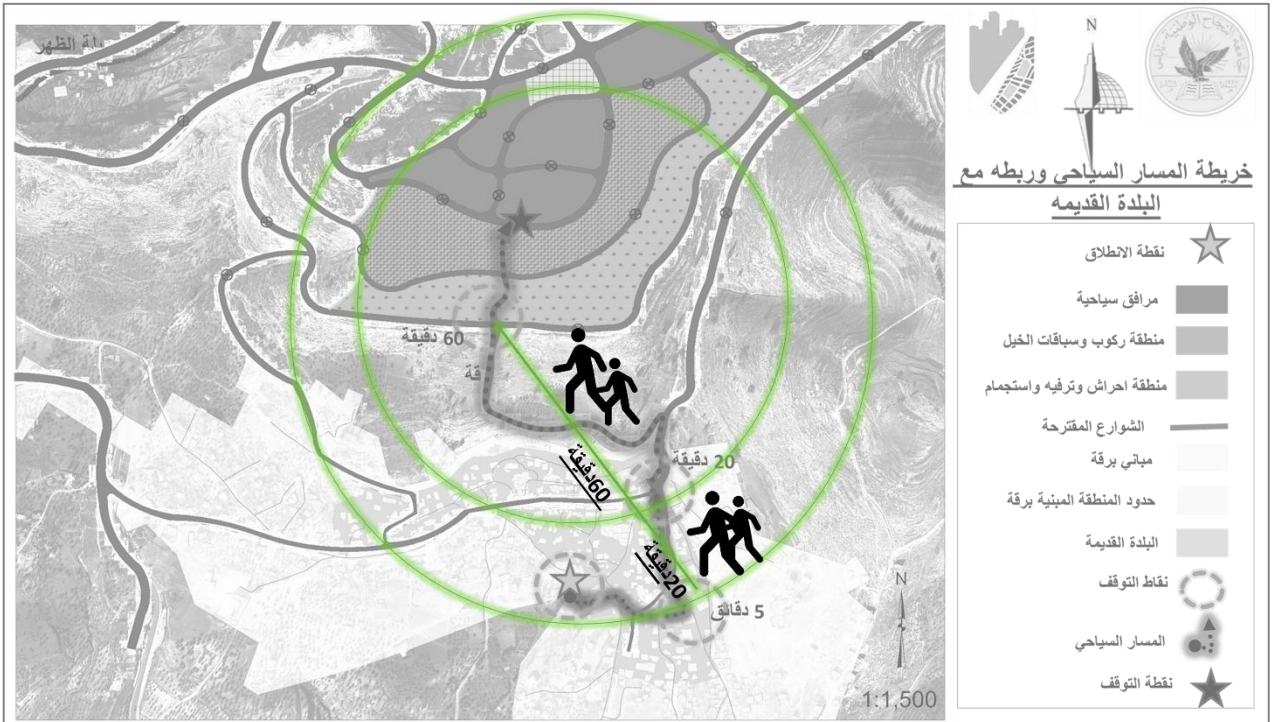 N
خريطة المسار السياحي وربطه مع
البلدة القديمه
نقطة الانطلاق
مرافق سياحية
منطقة ركوب وسباقات الخيل
منطقة احراش وترفيه واستجمام
الشوارع المقترحة
مباني برقة
حدود المنطقة المبنية برقة
البلدة القديمة
نقاط التوقف
المسار السياحي
نقطة التوقف
الظهر
60 دقيقة
قة
20 دقيقة
60دقيقة
20دقيقة
5 دقائق
N
1:1,500